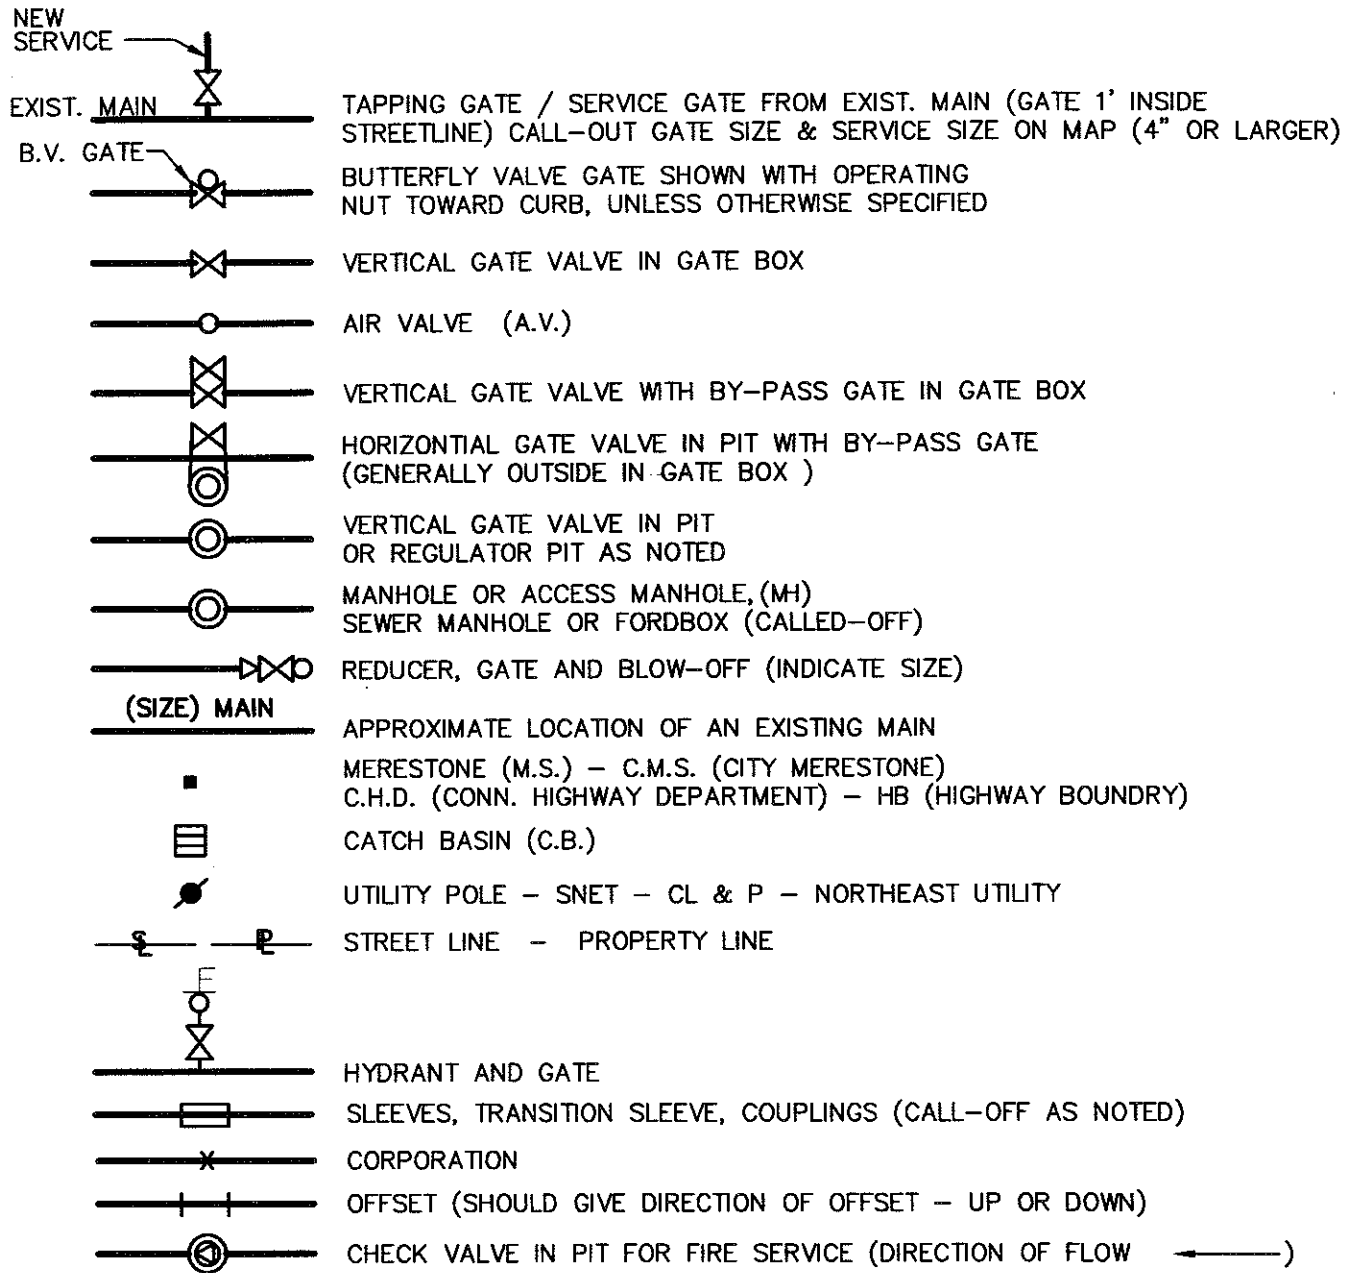 NEW
SERVICE
EXIST. MAIN
TAPPING GATE / SERVICE GATE FROM EXIST. MAIN (GATE 1' INSIDE
STREETLINE) CALL-OUT GATE SIZE & SERVICE SIZE ON MAP (4" OR LARGER)
B.V. GATE
BUTTERFLY VALVE GATE SHOWN WITH OPERATING
NUT TOWARD CURB, UNLESS OTHERWISE SPECIFIED
VERTICAL GATE VALVE IN GATE BOX
AIR VALVE (A.V.)
VERTICAL GATE VALVE WITH BY-PASS GATE IN GATE BOX
HORIZONTIAL GATE VALVE IN PIT WITH BY-PASS GATE
(GENERALLY OUTSIDE IN GATE BOX )
VERTICAL GATE VALVE IN PIT
OR REGULATOR PIT AS NOTED
MANHOLE OR ACCESS MANHOLE, (MH)
SEWER MANHOLE OR FORDBOX (CALLED-OFF)
REDUCER, GATE AND BLOW-OFF (INDICATE SIZE)
(SIZE) MAIN
APPROXIMATE LOCATION OF AN EXISTING MAIN
MERESTONE (M.S.) - C.M.S. (CITY MERESTONE)
C.H.D. (CONN. HIGHWAY DEPARTMENT) - HB (HIGHWAY BOUNDRY)
CATCH BASIN (C.B.)
UTILITY POLE - SNET - CL & P - NORTHEAST UTILITY
SL PL STREET LINE - PROPERTY LINE
F
HYDRANT AND GATE
SLEEVES, TRANSITION SLEEVE, COUPLINGS (CALL-OFF AS NOTED)
X CORPORATION
OFFSET (SHOULD GIVE DIRECTION OF OFFSET - UP OR DOWN)
CHECK VALVE IN PIT FOR FIRE SERVICE (DIRECTION OF FLOW ←)